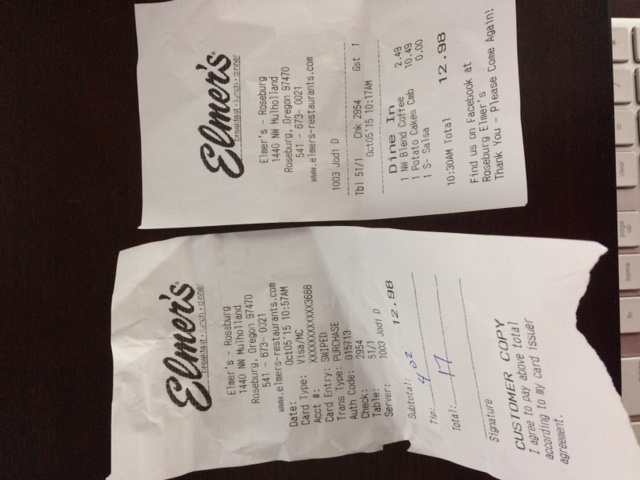 Elmer's
breakfast • lunch • dinner
Elmer's - Roseburg
1440 NW Mulholland
Roseburg, Oregon 97470
541 - 673- 0021
www.elmers-restaurants.com
Date: Oct05'15 10:57AM
Card Type: Visa/MC
Acct #: XXXXXXXXXXXX3688
Card Entry: SWIPED
Trans Type: PURCHASE
Auth Code: 015713
Check: 2954
Table: 51/1
Server: 1003 Jodi D
Subtotal: 12.98
Tip: 4 02
Total: 17
Signature
CUSTOMER COPY
I agree to pay above total
according to my card issuer
agreement.
Elmer's
breakfast • lunch • dinner
Elmer's - Roseburg
1440 NW Mulholland
Roseburg, Oregon 97470
541 - 673- 0021
www.elmers-restaurants.com
1003 Jodi D
Tbl 51/1 Chk 2954 Gst 1
Oct05'15 10:17AM
Dine In
1 NW Blend Coffee 2.49
1 Potato Cakes Cmb 10.49
1 S- Salsa 0.00
10:30AM Total 12.98
Find us on Facebook at
Roseburg Elmer's
Thank You - Please Come Again!
home
page up
clear
=
/
*